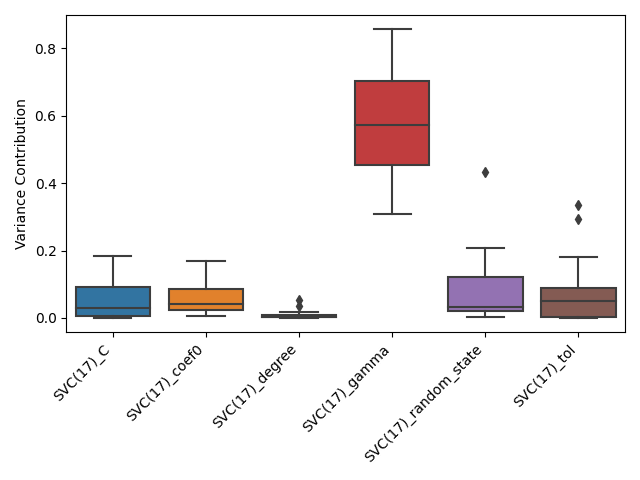 Variance Contribution
0.8
0.6
0.4
0.2
0.0
SVC(17)_C
SVC(17)_coef0
SVC(17)_degree
SVC(17)_gamma
SVC(17)_random_state
SVC(17)_tol